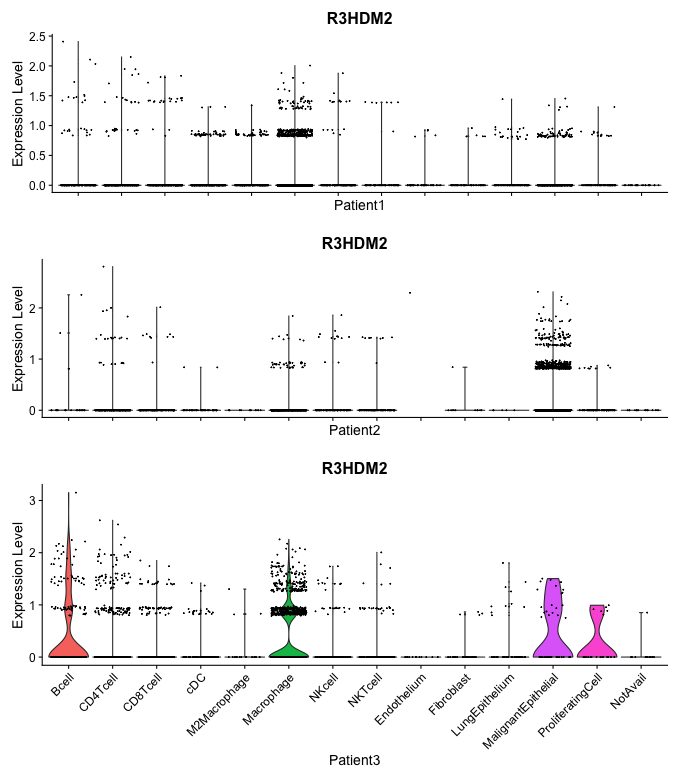 R3HDM2
Expression Level
2.5
2.0
1.5
1.0
0.5
0.0
Patient1
R3HDM2
Expression Level
2
1
0
Patient2
R3HDM2
Expression Level
3
2
1
0
Bcell
CD4Tcell
CD8Tcell
cDC
M2Macrophage
Macrophage
NKcell
NKTcell
Endothelium
Fibroblast
LungEpithelium
MalignantEpithelial
ProliferatingCell
NotAvail
Patient3